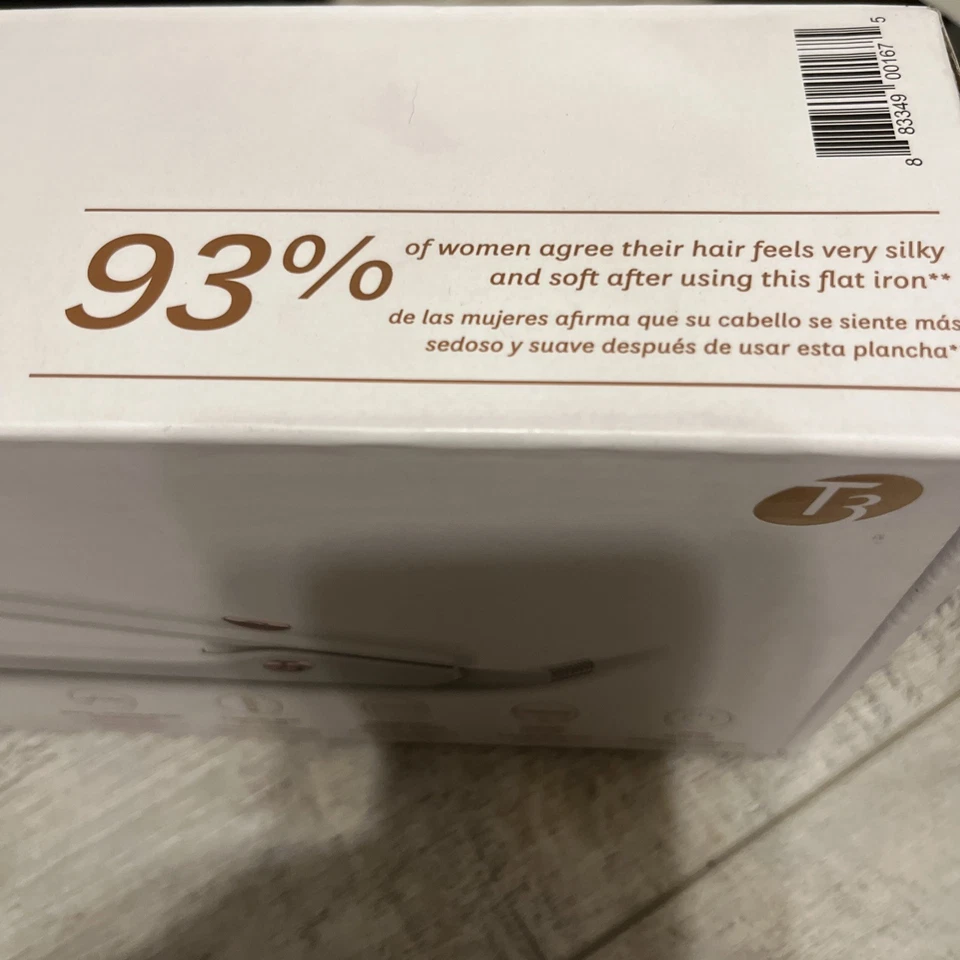 8 83349 00167 5
93%
of women agree their hair feels very silky
and soft after using this flat iron**
de las mujeres afirma que su cabello se siente más
sedoso y suave después de usar esta plancha*
T3